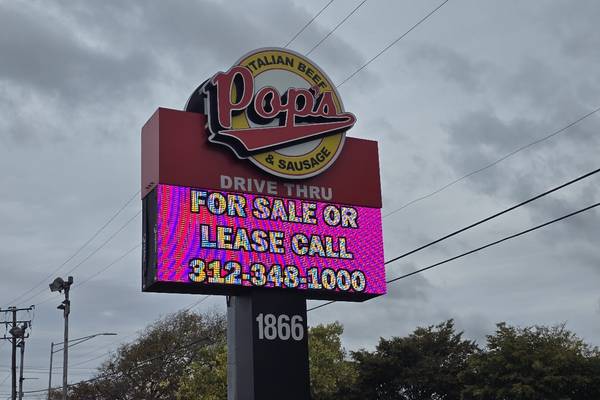 ITALIAN BEEF
Pop's
& SAUSAGE
DRIVE THRU
FOR SALE OR
LEASE CALL
312-348-1000
1866